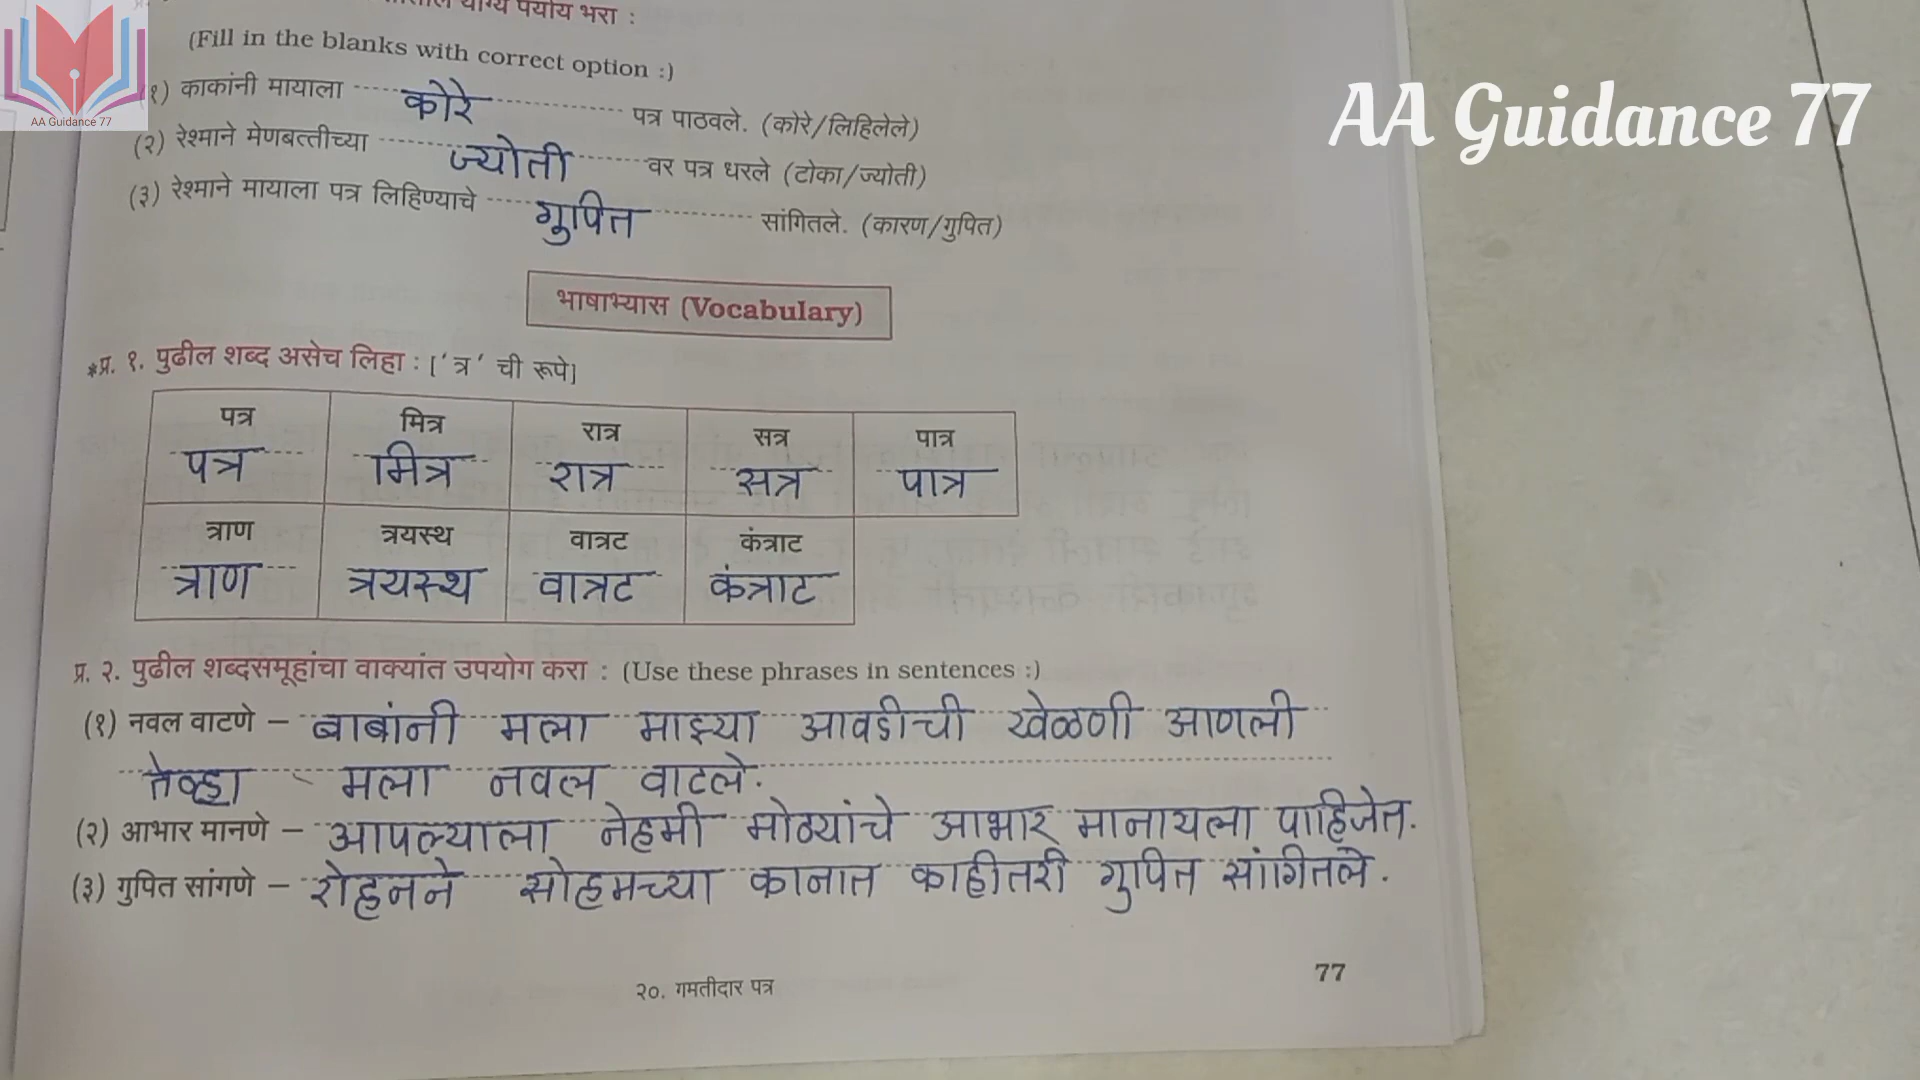 योग्य पर्याय भरा :
(Fill in the blanks with correct option :)
AA Guidance 77
AA Guidance 77
(१) काकांनी मायाला कोरे पत्र पाठवले. (कोरे/लिहिलेले)
(२) रेश्माने मेणबत्तीच्या ज्योती वर पत्र धरले (टोका/ज्योती)
(३) रेश्माने मायाला पत्र लिहिण्याचे गुपित सांगितले. (कारण/गुपित)
भाषाभ्यास (Vocabulary)
*प्र. १. पुढील शब्द असेच लिहा : ['त्र' ची रूपे]
पत्र मित्र रात्र सत्र पात्र
पत्र मित्र रात्र सत्र पात्र
त्राण त्रयस्थ वात्रट कंत्राट
त्राण त्रयस्थ वात्रट कंत्राट
प्र. २. पुढील शब्दसमूहांचा वाक्यांत उपयोग करा : (Use these phrases in sentences :)
(१) नवल वाटणे – बाबांनी मला माझ्या आवडीची खेळणी आणली
तेव्हा मला नवल वाटले.
(२) आभार मानणे – आपल्याला नेहमी मोठ्यांचे आभार मानायला पाहिजेत.
(३) गुपित सांगणे – रोहनने सोहमच्या कानात काहीतरी गुपित सांगितले.
२०. गमतीदार पत्र
77